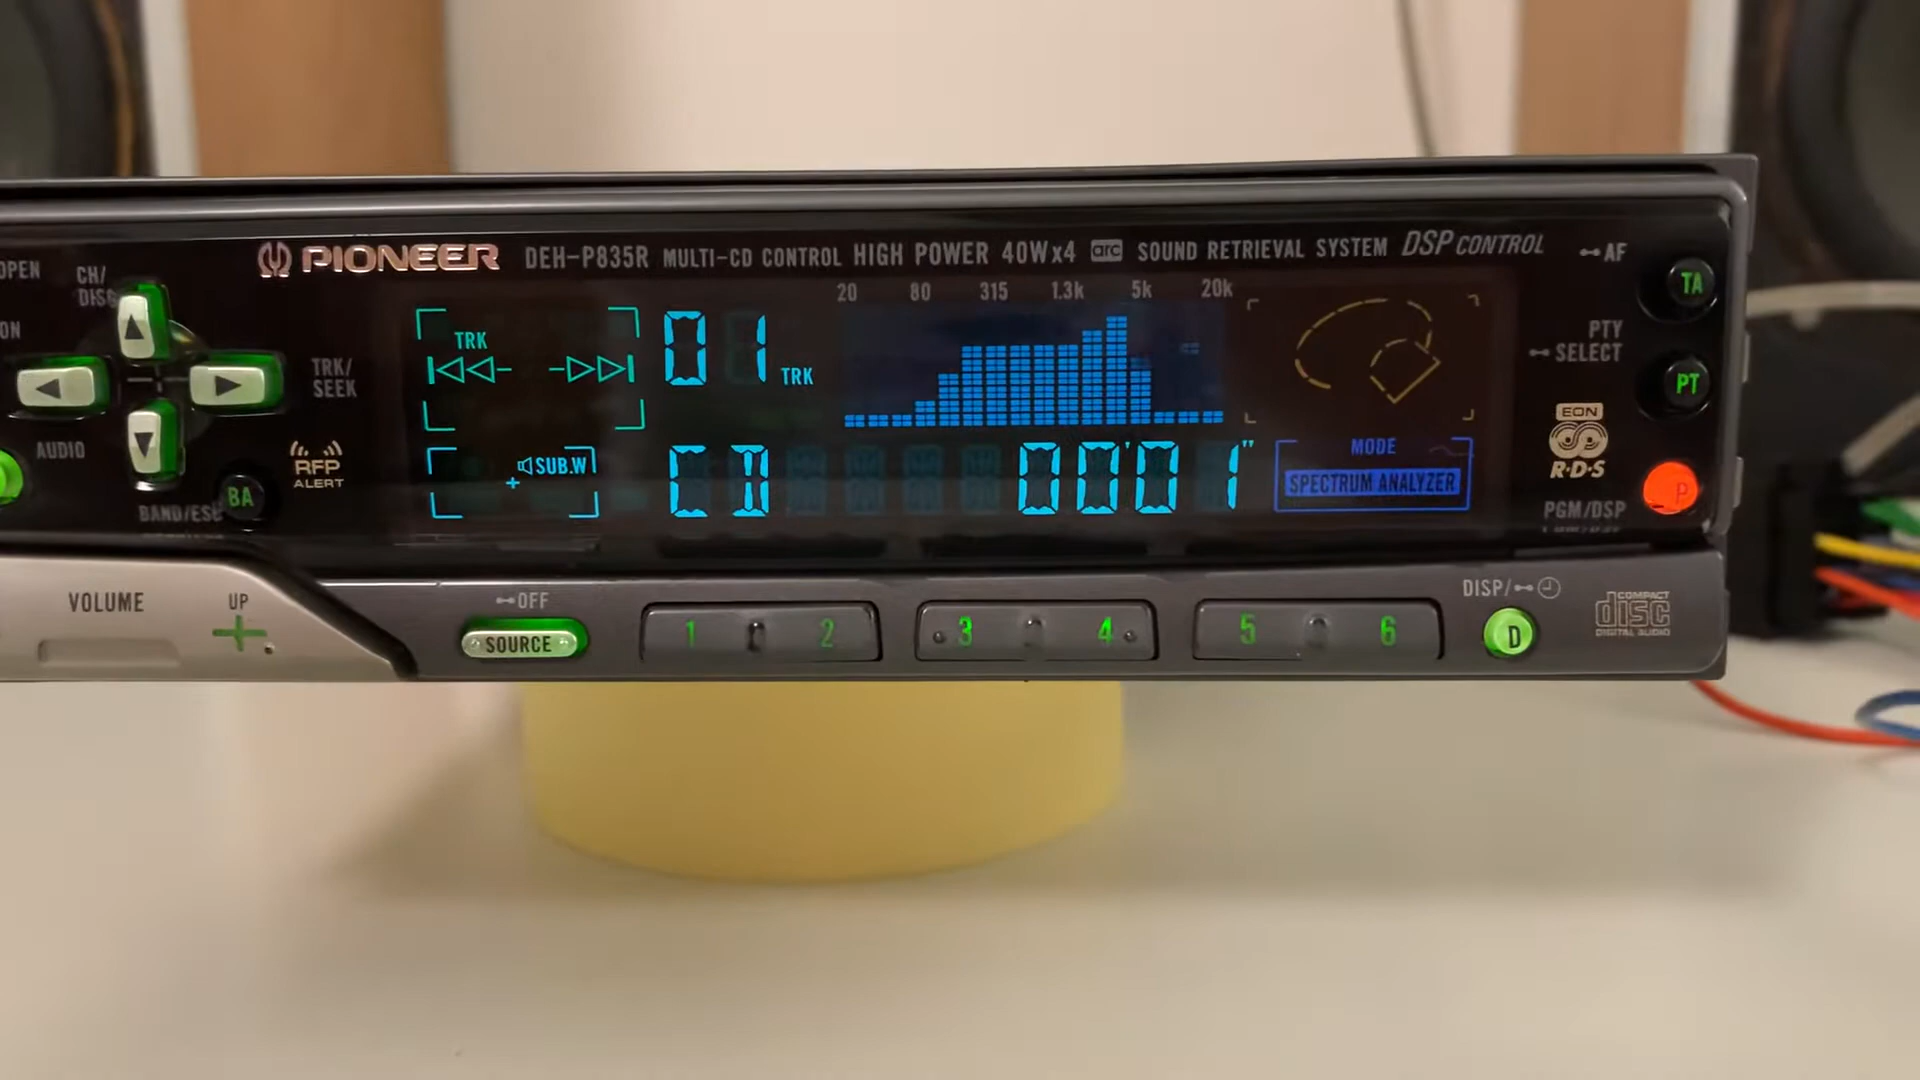 PIONEER DEH-P835R MULTI-CD CONTROL HIGH POWER 40Wx4 arc SOUND RETRIEVAL SYSTEM DSP CONTROL
OPEN
CH/
DISC
TRK/
SEEK
AUDIO
BAND/ESC
BA
RFP
ALERT
TRK
01 TRK
20 80 315 1.3k 5k 20k
SUB.W
CD 00'01"
MODE
SPECTRUM ANALYZER
AF
TA
PTY
SELECT
PT
EON
R·D·S
P
PGM/DSP
VOLUME UP
OFF
SOURCE
1 2 3 4 5 6
DISP/
D
COMPACT
disc
DIGITAL AUDIO